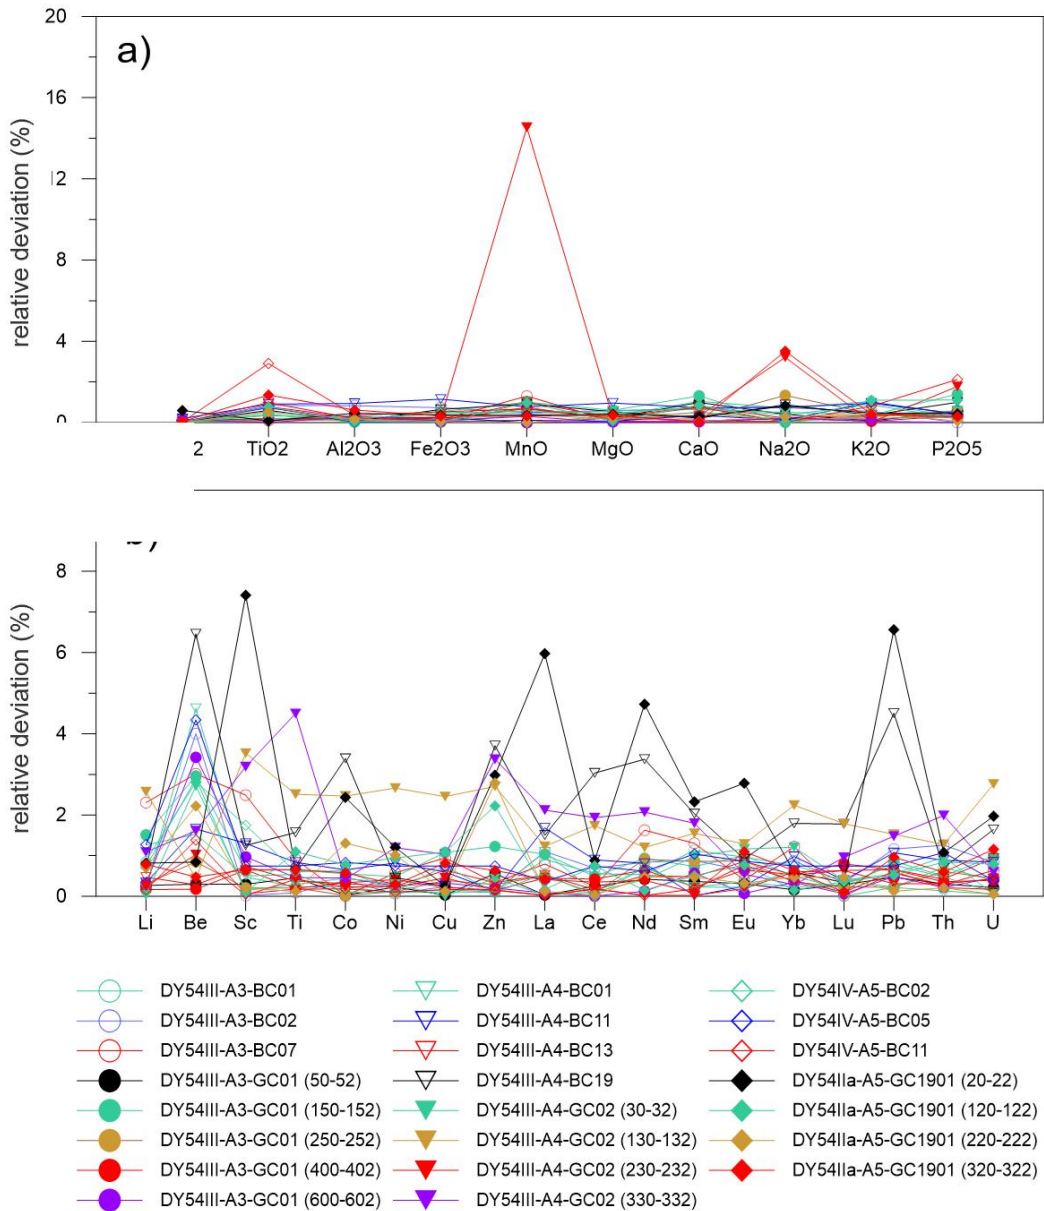 20
a)
16
12
8
4
0
relative deviation (%)
2 TiO2 Al2O3 Fe2O3 MnO MgO CaO Na2O K2O P2O5
8
6
4
2
0
relative deviation (%)
Li Be Sc Ti Co Ni Cu Zn La Ce Nd Sm Eu Yb Lu Pb Th U
DY54III-A3-BC01 DY54III-A4-BC01 DY54IV-A5-BC02
DY54III-A3-BC02 DY54III-A4-BC11 DY54IV-A5-BC05
DY54III-A3-BC07 DY54III-A4-BC13 DY54IV-A5-BC11
DY54III-A3-GC01 (50-52) DY54III-A4-BC19 DY54IIa-A5-GC1901 (20-22)
DY54III-A3-GC01 (150-152) DY54III-A4-GC02 (30-32) DY54IIa-A5-GC1901 (120-122)
DY54III-A3-GC01 (250-252) DY54III-A4-GC02 (130-132) DY54IIa-A5-GC1901 (220-222)
DY54III-A3-GC01 (400-402) DY54III-A4-GC02 (230-232) DY54IIa-A5-GC1901 (320-322)
DY54III-A3-GC01 (600-602) DY54III-A4-GC02 (330-332)